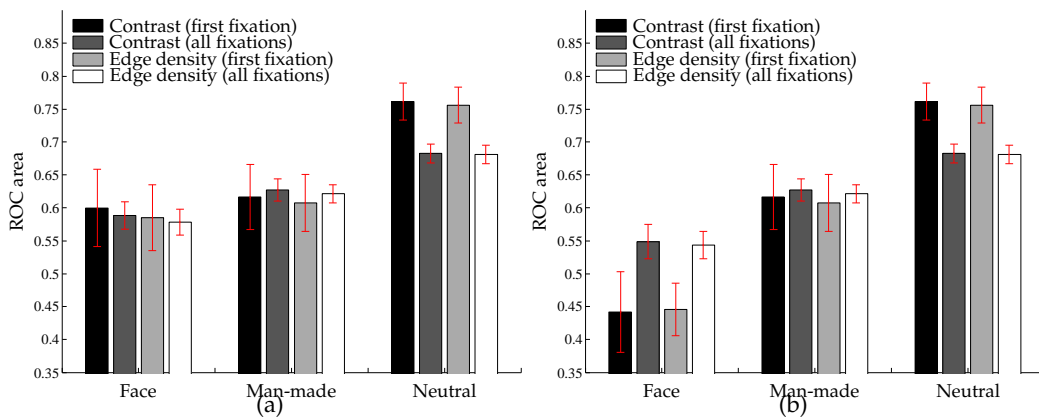 Contrast (first fixation)
Contrast (all fixations)
Edge density (first fixation)
Edge density (all fixations)
0.85
0.8
0.75
0.7
0.65
0.6
0.55
0.5
0.45
0.4
0.35
ROC area
Face
Man-made
Neutral
(a)
Contrast (first fixation)
Contrast (all fixations)
Edge density (first fixation)
Edge density (all fixations)
0.85
0.8
0.75
0.7
0.65
0.6
0.55
0.5
0.45
0.4
0.35
ROC area
Face
Man-made
Neutral
(b)